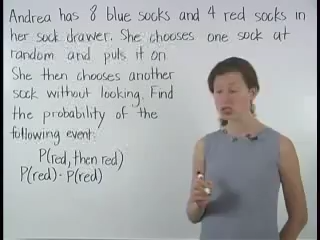 Andrea has 8 blue socks and 4 red socks in
her sock drawer. She chooses one sock at
random and puls it on
She then chooses another
sock without looking. Find
the probability of the
following event:
P(red, then red)
P(red) · P(red)